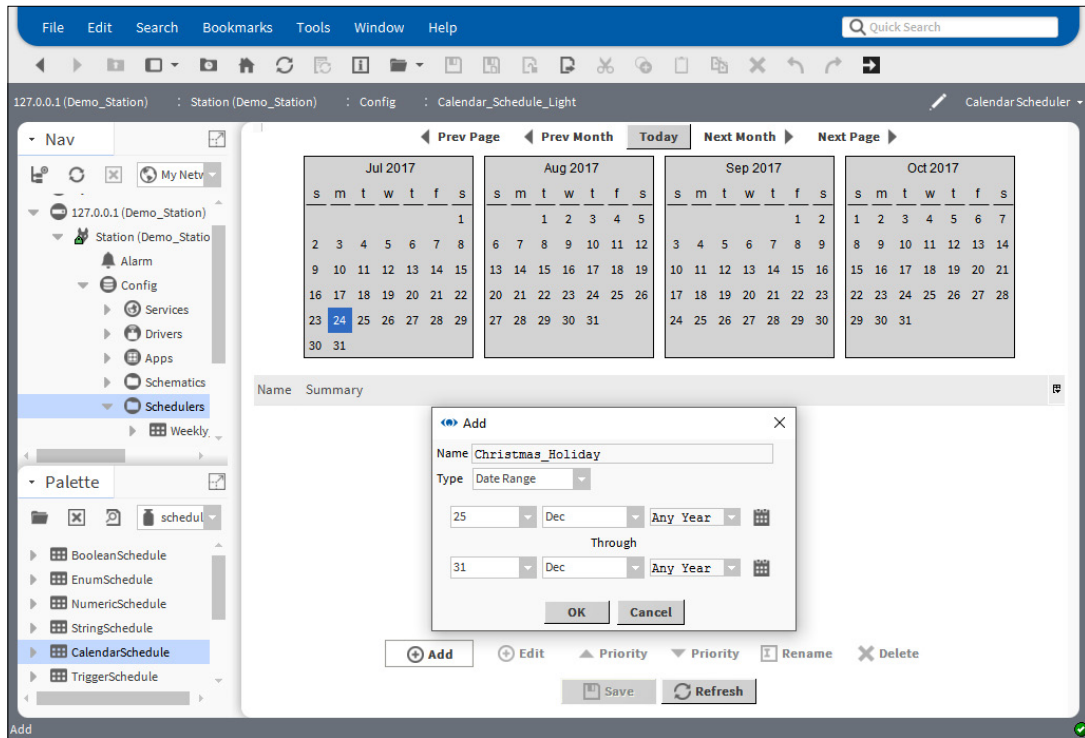 File Edit Search Bookmarks Tools Window Help Quick Search
127.0.0.1 (Demo_Station) : Station (Demo_Station) : Config : Calendar_Schedule_Light Calendar Scheduler
Nav
My Netw
127.0.0.1 (Demo_Station)
Station (Demo_Statio
Alarm
Config
Services
Drivers
Apps
Schematics
Schedulers
Weekly
Palette
schedul
BooleanSchedule
EnumSchedule
NumericSchedule
StringSchedule
CalendarSchedule
TriggerSchedule
Prev Page Prev Month Today Next Month Next Page
Jul 2017
s m t w t f s
1
2 3 4 5 6 7 8
9 10 11 12 13 14 15
16 17 18 19 20 21 22
23 24 25 26 27 28 29
30 31
Aug 2017
s m t w t f s
1 2 3 4 5
6 7 8 9 10 11 12
13 14 15 16 17 18 19
20 21 22 23 24 25 26
27 28 29 30 31
Sep 2017
s m t w t f s
1 2
3 4 5 6 7 8 9
10 11 12 13 14 15 16
17 18 19 20 21 22 23
24 25 26 27 28 29 30
Oct 2017
s m t w t f s
1 2 3 4 5 6 7
8 9 10 11 12 13 14
15 16 17 18 19 20 21
22 23 24 25 26 27 28
29 30 31
Name Summary
Add
Name Christmas_Holiday
Type Date Range
25 Dec Any Year
Through
31 Dec Any Year
OK Cancel
Add Edit Priority Priority Rename Delete
Save Refresh
Add